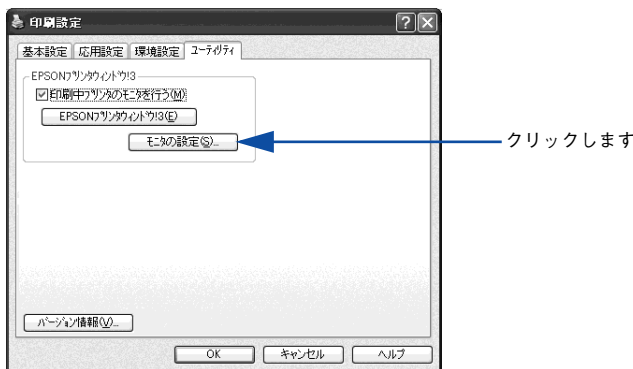 印刷設定
基本設定 応用設定 環境設定 ユーティリティ
EPSONプリンタウィンドウ!3
印刷中プリンタのモニタを行う(M)
EPSONプリンタウィンドウ!3(E)
モニタの設定(S)...
クリックします
バージョン情報(V)...
OK キャンセル ヘルプ